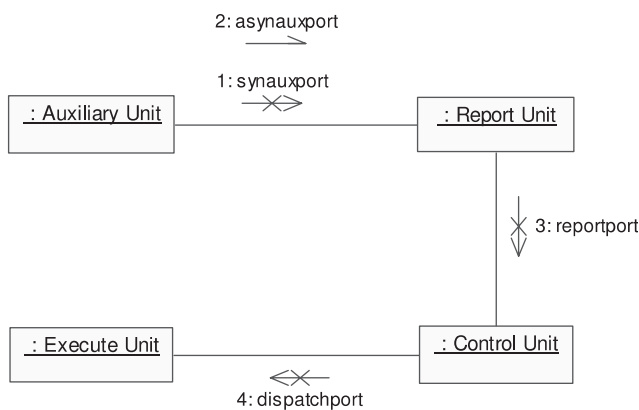 2: asynauxport
1: synauxport
: Auxiliary Unit
: Report Unit
3: reportport
: Execute Unit
: Control Unit
4: dispatchport